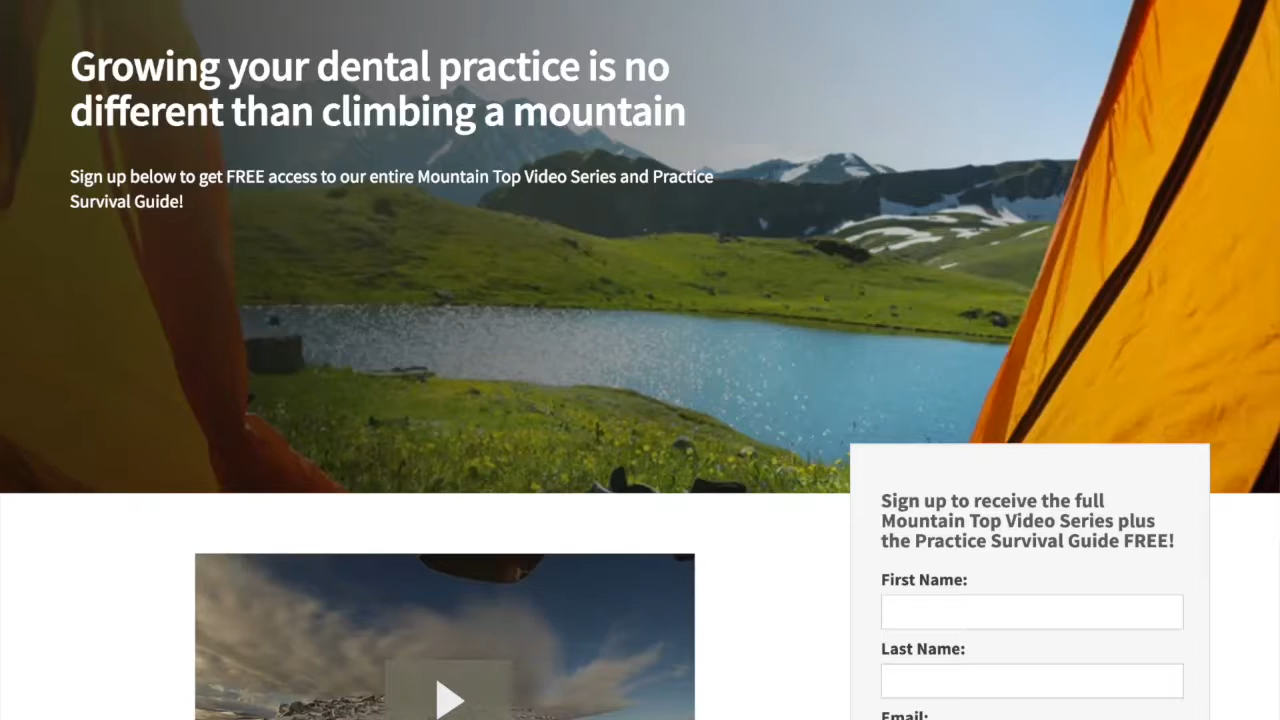 Growing your dental practice is no
different than climbing a mountain
Sign up below to get FREE access to our entire Mountain Top Video Series and Practice
Survival Guide!
Sign up to receive the full
Mountain Top Video Series plus
the Practice Survival Guide FREE!
First Name:
Last Name:
Email: